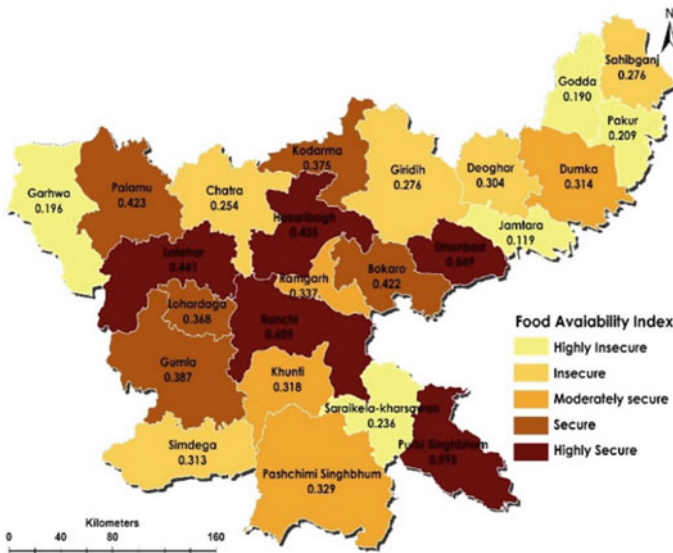 N
Sahibganj
0.276
Godda
0.190
Pakur
0.209
Kodarma
0.375
Giridih
0.276
Deoghar
0.304
Dumka
0.314
Garhwa
0.196
Palamu
0.423
Chatra
0.254
Hazaribagh
0.435
Jamtara
0.119
Dhanbad
0.549
Latehar
0.441
Ramgarh
0.337
Bokaro
0.422
Lohardaga
0.368
Ranchi
Gumla
0.387
Khunti
0.318
Saraikela-kharsawan
0.236
Purbi Singhbhum
0.595
Simdega
0.313
Pashchimi Singhbhum
0.329
Food Avaiability Index
Highly Insecure
Insecure
Moderately secure
Secure
Highly Secure
Kilometers
0 40 80 160